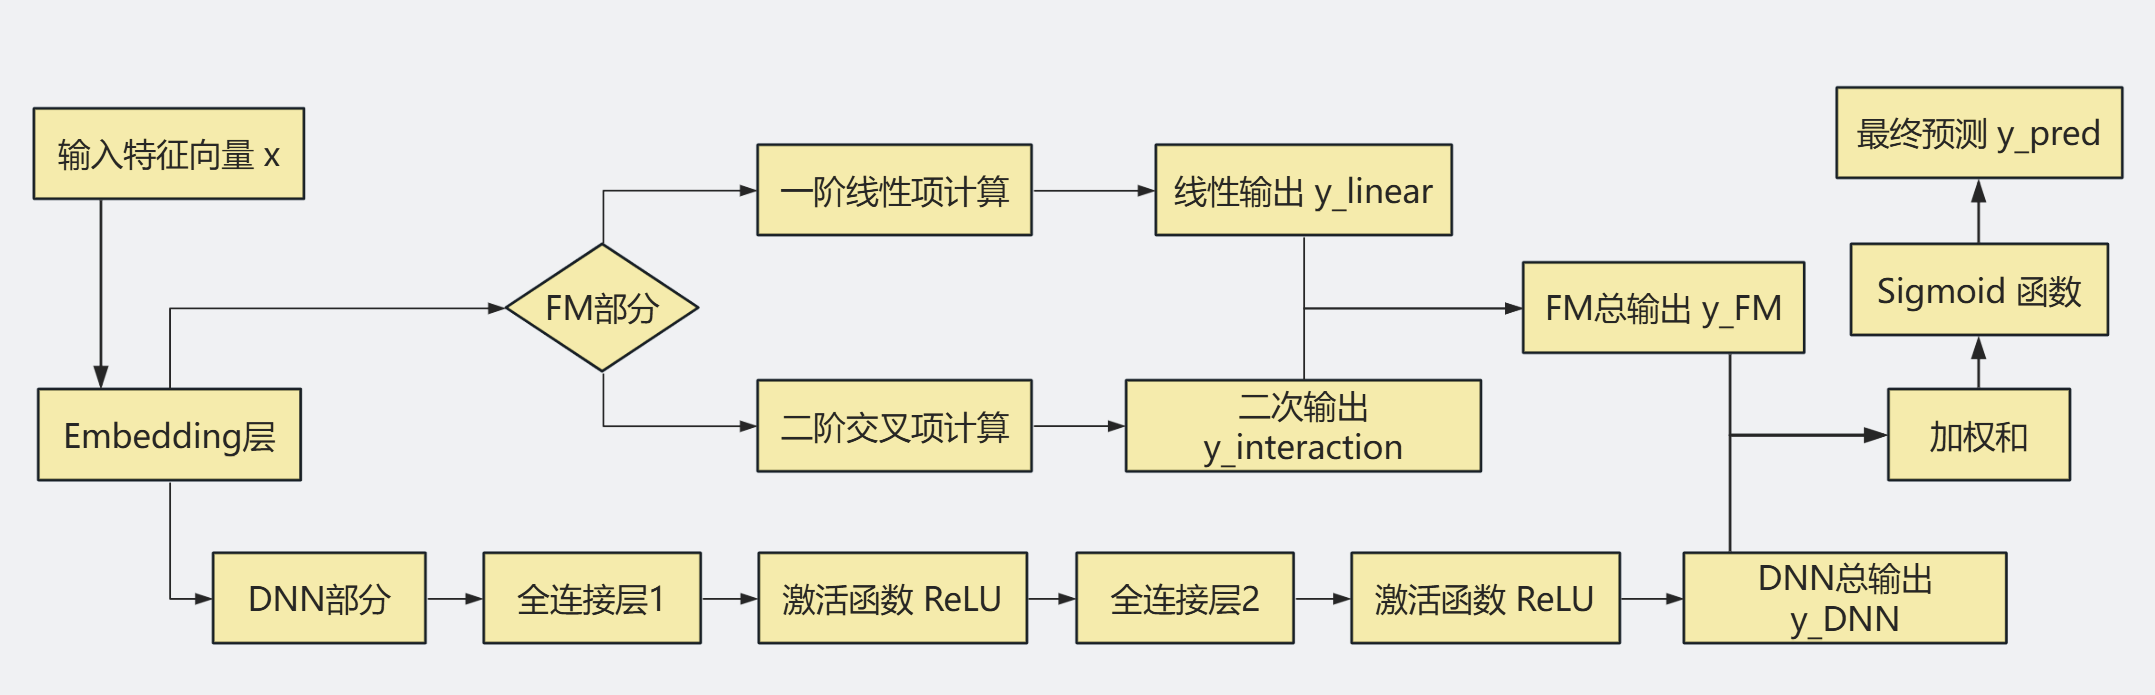 输入特征向量 x
Embedding层
FM部分
一阶线性项计算
线性输出 y_linear
二阶交叉项计算
二次输出
y_interaction
FM总输出 y_FM
DNN部分
全连接层1
激活函数 ReLU
全连接层2
激活函数 ReLU
DNN总输出
y_DNN
加权和
Sigmoid 函数
最终预测 y_pred